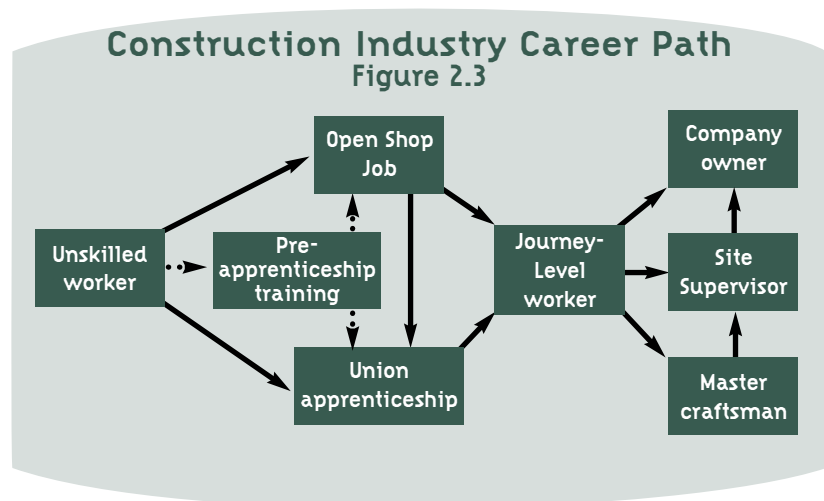 Construction Industry Career Path
Figure 2.3
Open Shop
Job
Company
owner
Unskilled
worker
Pre-
apprenticeship
training
Journey-
Level
worker
Site
Supervisor
Union
apprenticeship
Master
craftsman